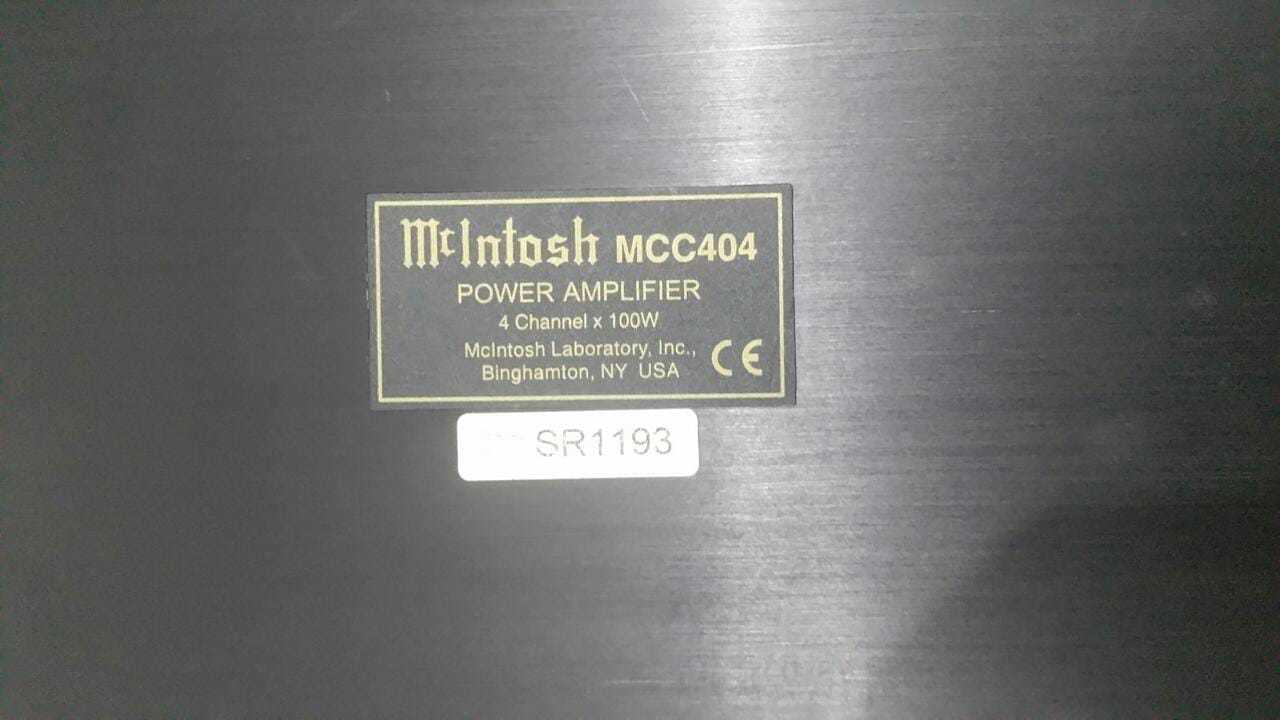 McIntosh MCC404
POWER AMPLIFIER
4 Channel x 100W
McIntosh Laboratory, Inc.,
Binghamton, NY USA
CE
SR1193